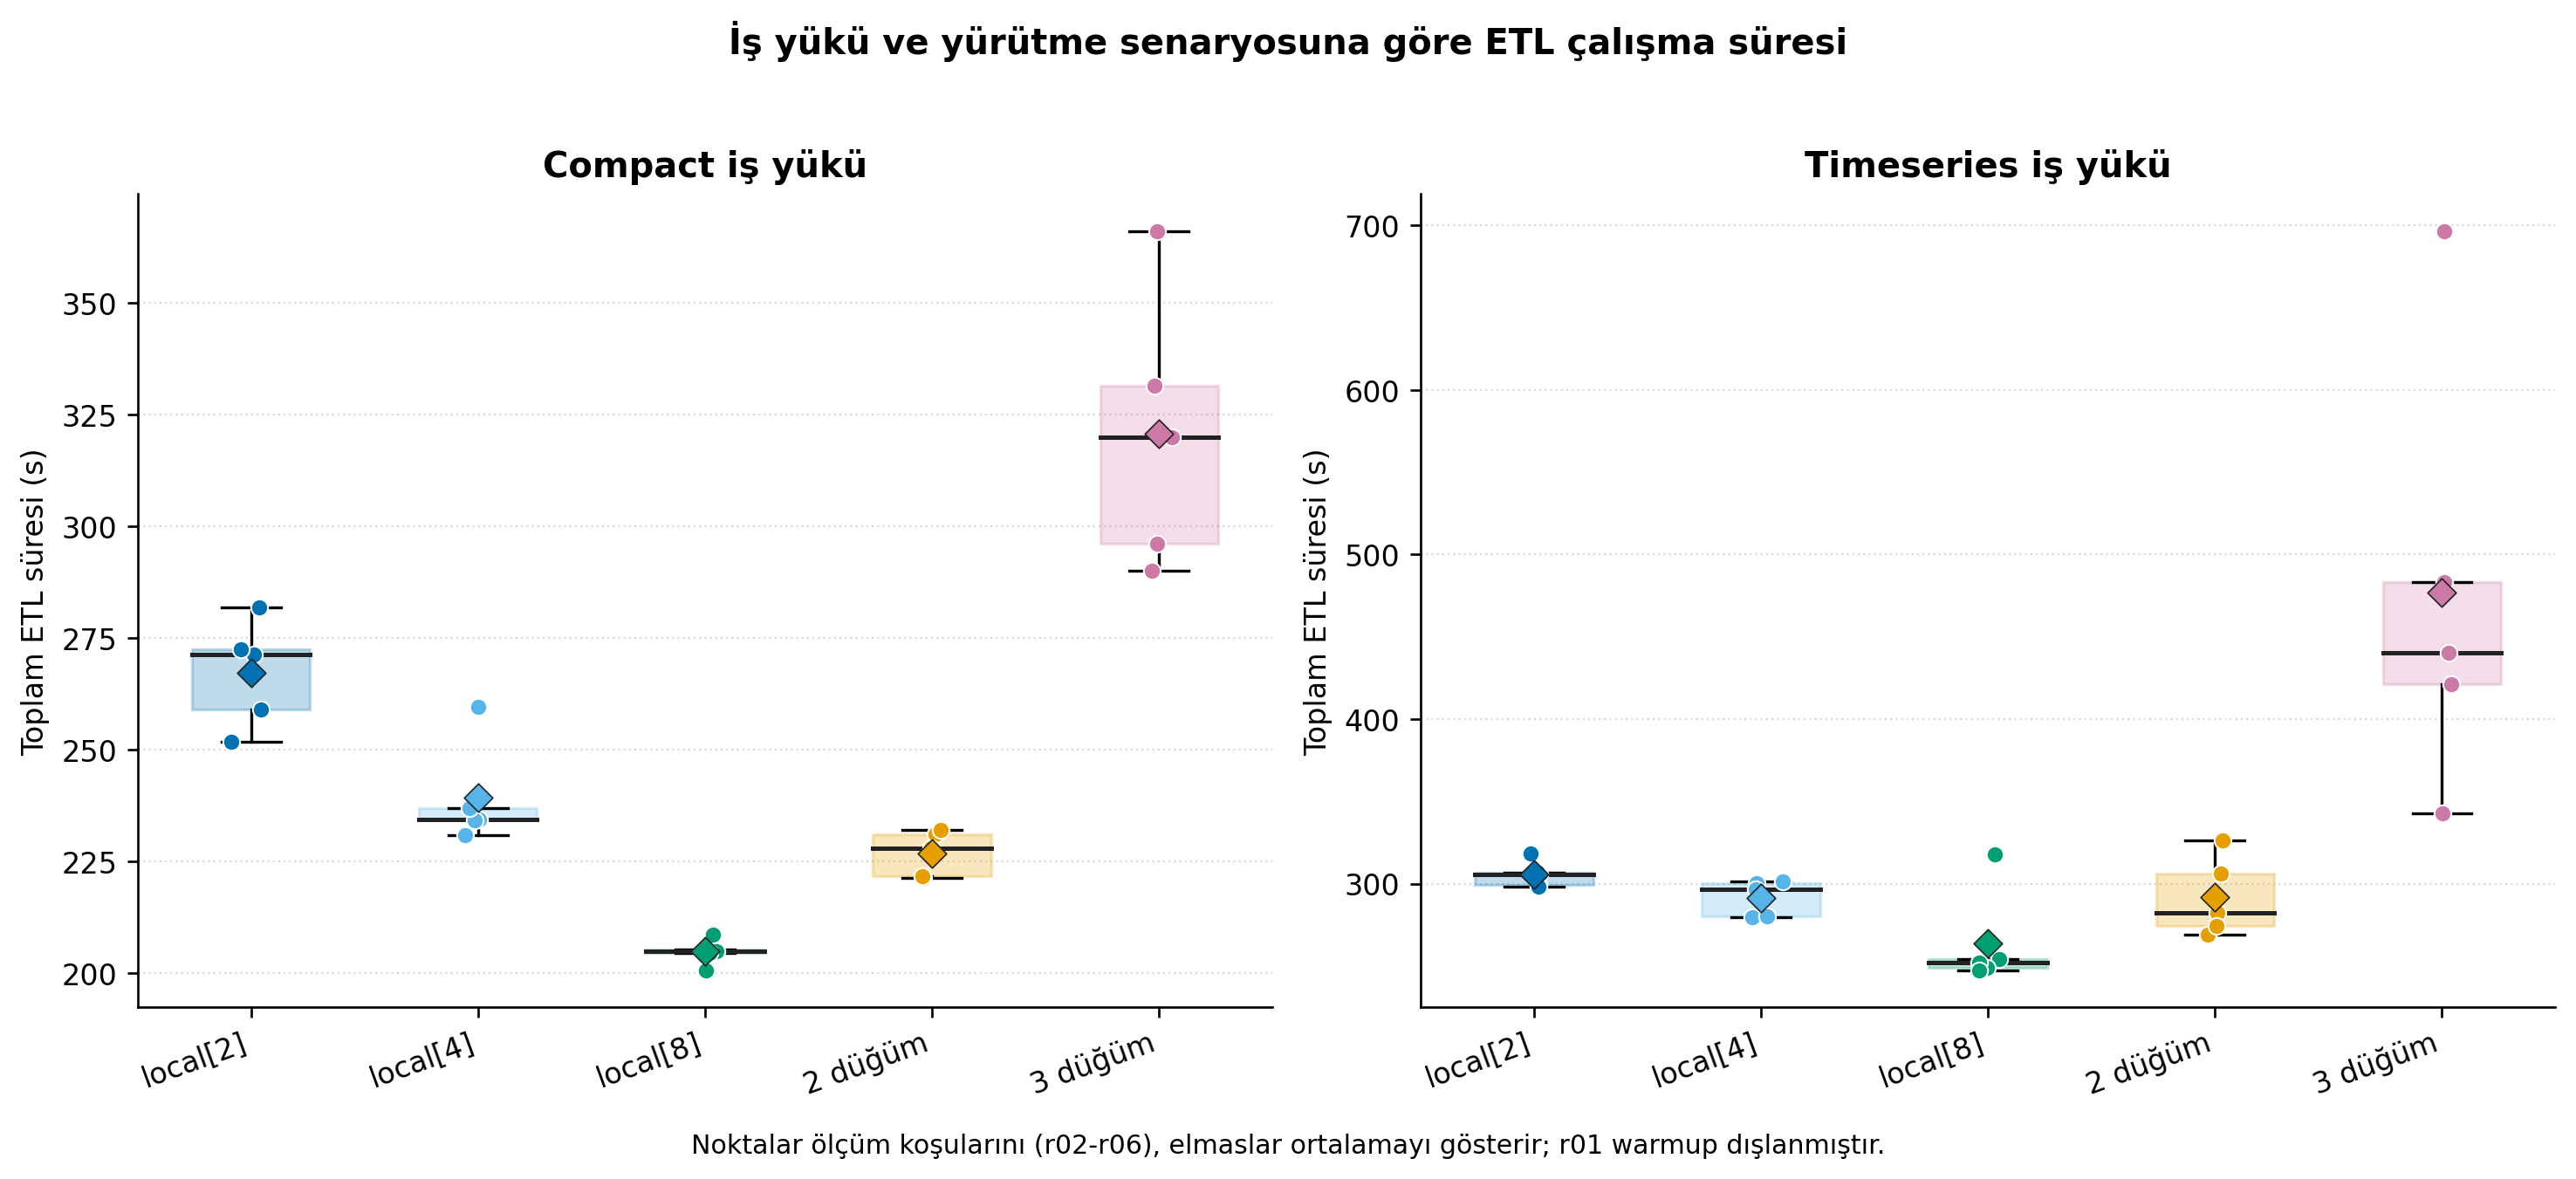 İş yükü ve yürütme senaryosuna göre ETL çalışma süresi
Compact iş yükü
Toplam ETL süresi (s)
350
325
300
275
250
225
200
local[2]
local[4]
local[8]
2 düğüm
3 düğüm
Timeseries iş yükü
Toplam ETL süresi (s)
700
600
500
400
300
local[2]
local[4]
local[8]
2 düğüm
3 düğüm
Noktalar ölçüm koşularını (r02-r06), elmaslar ortalamayı gösterir; r01 warmup dışlanmıştır.